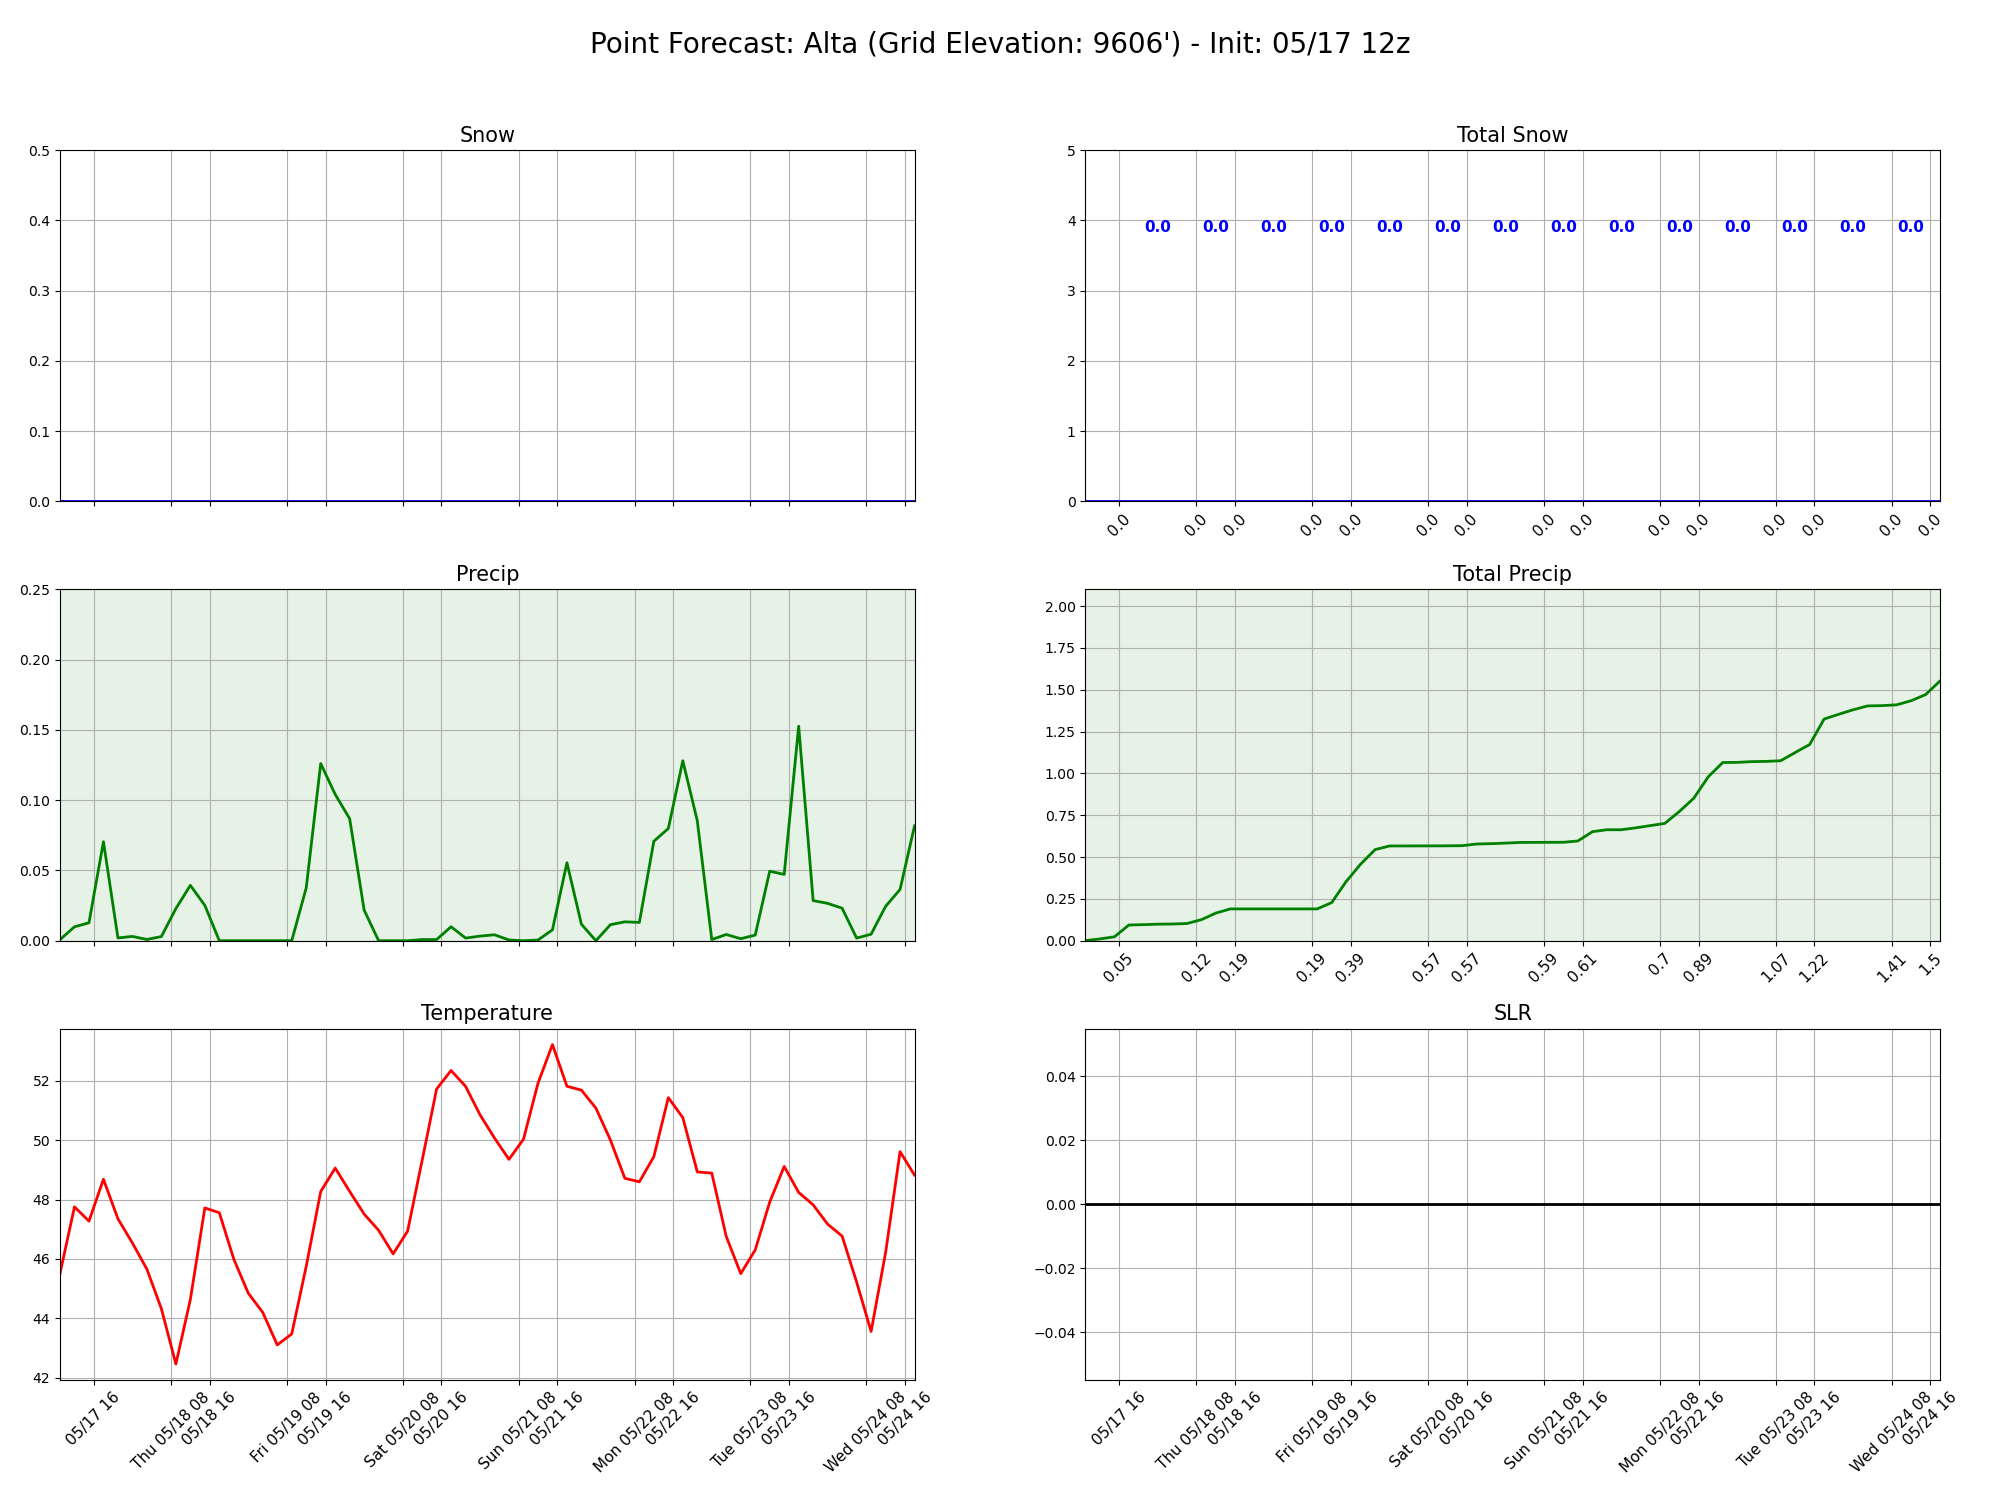 Point Forecast: Alta (Grid Elevation: 9606') - Init: 05/17 12z
Snow
0.5
0.4
0.3
0.2
0.1
0.0
Total Snow
5
4
3
2
1
0
0.0 0.0 0.0 0.0 0.0 0.0 0.0 0.0 0.0 0.0 0.0 0.0 0.0 0.0
0.0 0.0 0.0 0.0 0.0 0.0 0.0 0.0 0.0 0.0 0.0 0.0 0.0 0.0 0.0
Precip
0.25
0.20
0.15
0.10
0.05
0.00
Total Precip
2.00
1.75
1.50
1.25
1.00
0.75
0.50
0.25
0.00
0.05 0.12 0.19 0.19 0.39 0.57 0.57 0.59 0.61 0.7 0.89 1.07 1.22 1.41 1.5
Temperature
52
50
48
46
44
42
05/17 16
Thu 05/18 08
05/18 16
Fri 05/19 08
05/19 16
Sat 05/20 08
05/20 16
Sun 05/21 08
05/21 16
Mon 05/22 08
05/22 16
Tue 05/23 08
05/23 16
Wed 05/24 08
05/24 16
SLR
0.04
0.02
0.00
−0.02
−0.04
05/17 16
Thu 05/18 08
05/18 16
Fri 05/19 08
05/19 16
Sat 05/20 08
05/20 16
Sun 05/21 08
05/21 16
Mon 05/22 08
05/22 16
Tue 05/23 08
05/23 16
Wed 05/24 08
05/24 16